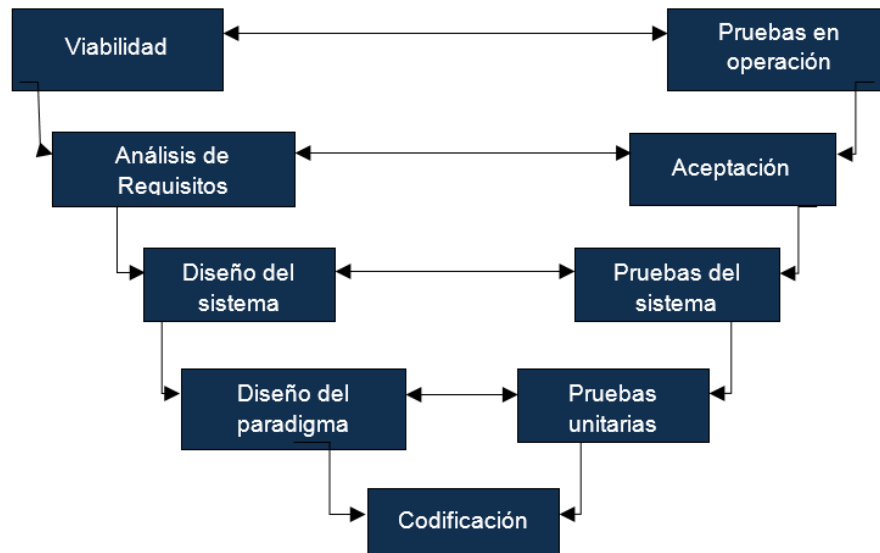 Viabilidad
Pruebas en
operación
Análisis de
Requisitos
Aceptación
Diseño del
sistema
Pruebas del
sistema
Diseño del
paradigma
Pruebas
unitarias
Codificación